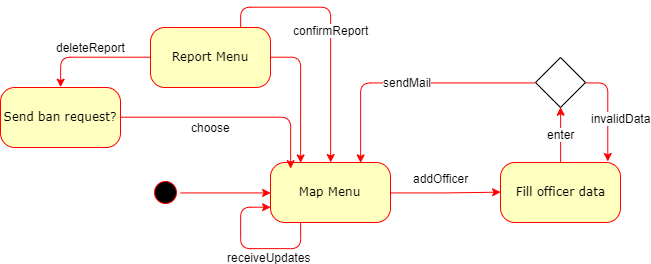 confirmReport
deleteReport
Report Menu
sendMail
Send ban request?
choose
invalidData
enter
addOfficer
Map Menu
Fill officer data
receiveUpdates